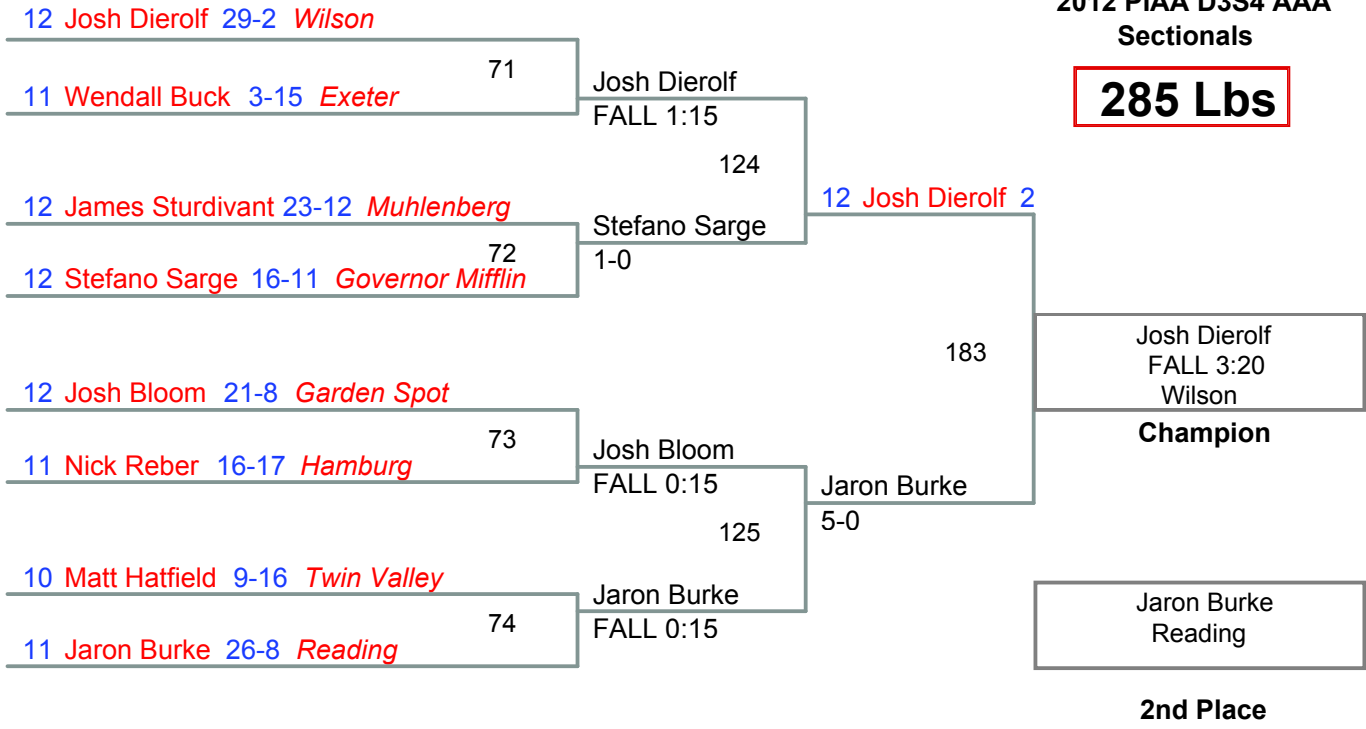 2012 PIAA D3S4 AAA
Sectionals
285 Lbs
12 Josh Dierolf 29-2 Wilson
71
11 Wendall Buck 3-15 Exeter
Josh Dierolf
FALL 1:15
124
12 James Sturdivant 23-12 Muhlenberg
72
12 Stefano Sarge 16-11 Governor Mifflin
Stefano Sarge
1-0
12 Josh Dierolf 2
183
12 Josh Bloom 21-8 Garden Spot
73
11 Nick Reber 16-17 Hamburg
Josh Bloom
FALL 0:15
125
10 Matt Hatfield 9-16 Twin Valley
74
11 Jaron Burke 26-8 Reading
Jaron Burke
FALL 0:15
Jaron Burke
5-0
Josh Dierolf
FALL 3:20
Wilson
Champion
Jaron Burke
Reading
2nd Place